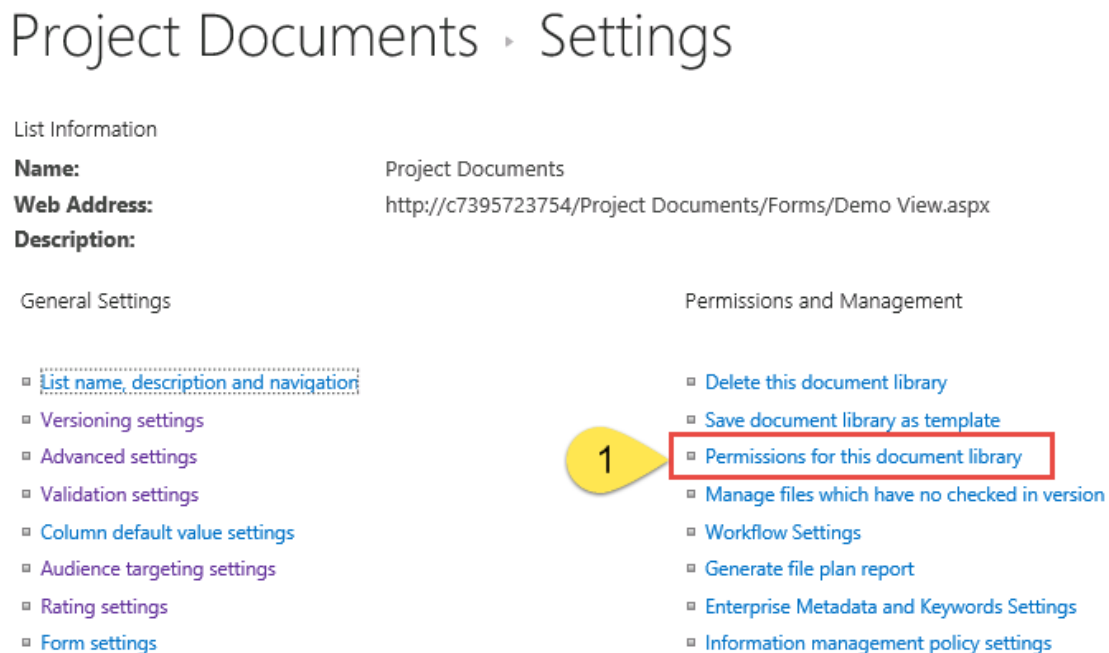 Project Documents ▸ Settings
List Information
Name: Project Documents
Web Address: http://c7395723754/Project Documents/Forms/Demo View.aspx
Description:
General Settings
List name, description and navigation
Versioning settings
Advanced settings
Validation settings
Column default value settings
Audience targeting settings
Rating settings
Form settings
Permissions and Management
Delete this document library
Save document library as template
1
Permissions for this document library
Manage files which have no checked in version
Workflow Settings
Generate file plan report
Enterprise Metadata and Keywords Settings
Information management policy settings